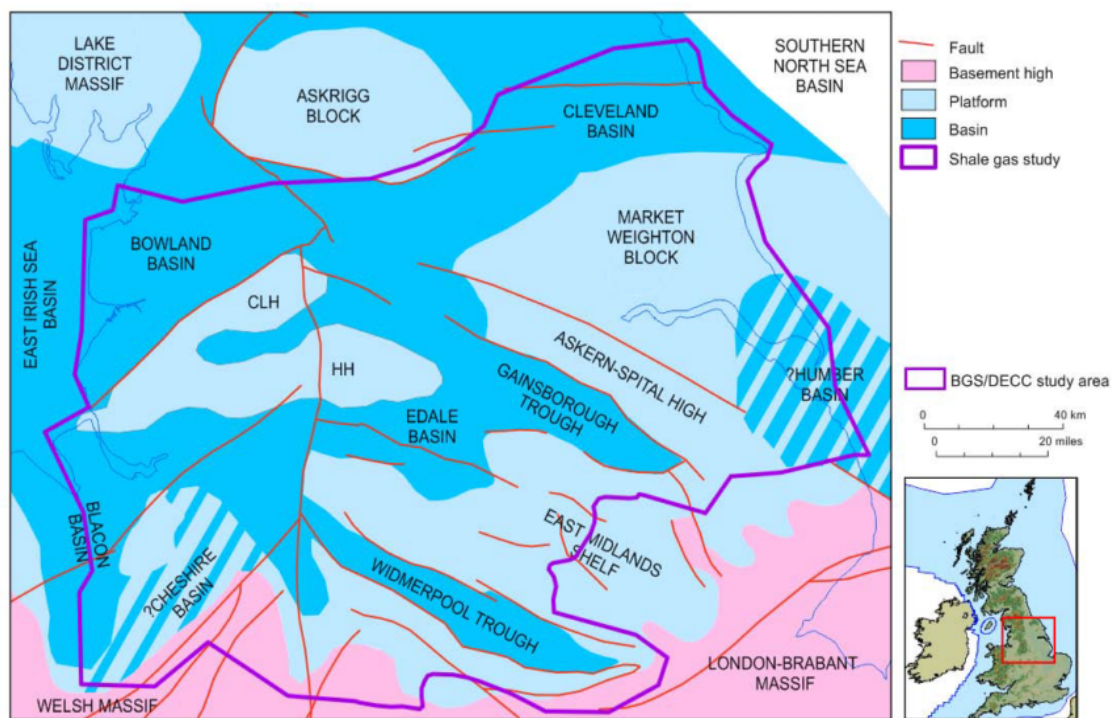 LAKE
DISTRICT
MASSIF
ASKRIGG
BLOCK
CLEVELAND
BASIN
SOUTHERN
NORTH SEA
BASIN
EAST IRISH SEA
BASIN
BOWLAND
BASIN
MARKET
WEIGHTON
BLOCK
CLH
HH
ASKERN-SPITAL HIGH
?HUMBER
BASIN
GAINSBOROUGH
TROUGH
EDALE
BASIN
BLACON
BASIN
?CHESHIRE
BASIN
EAST MIDLANDS
SHELF
WIDMERPOOL TROUGH
LONDON-BRABANT
MASSIF
WELSH MASSIF
Fault
Basement high
Platform
Basin
Shale gas study
BGS/DECC study area
0 40 km
0 20 miles